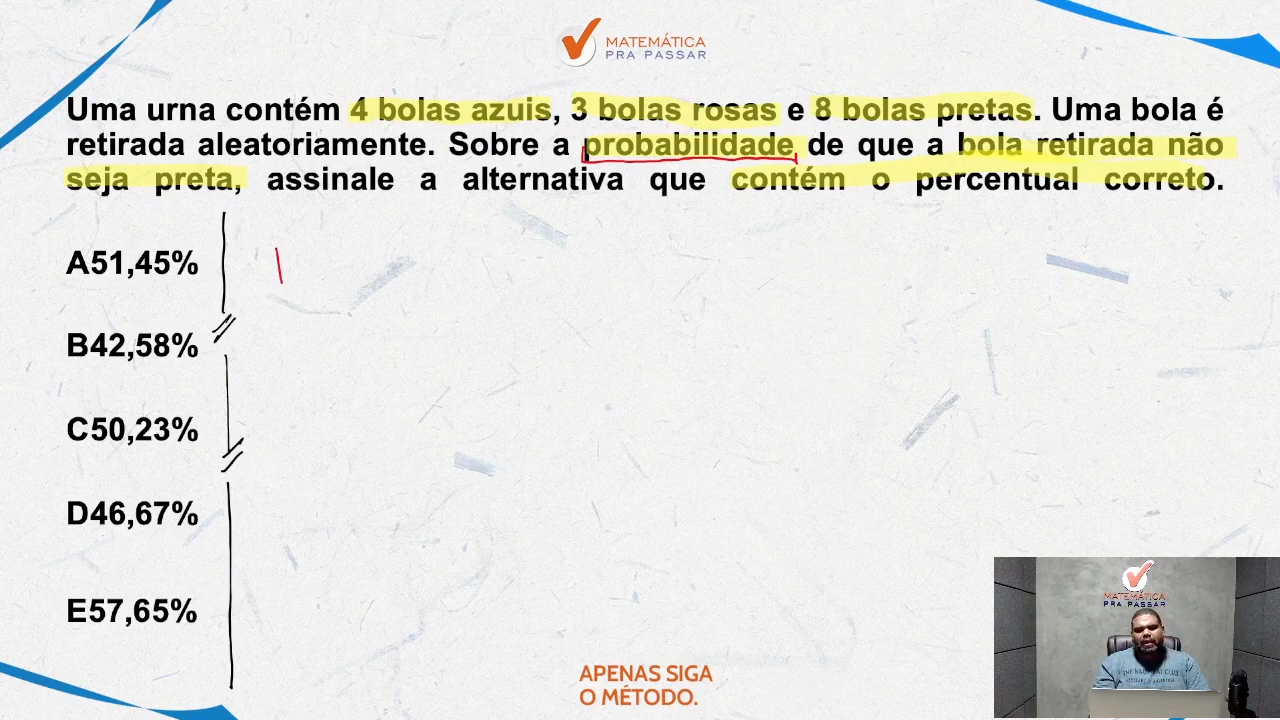 MATEMÁTICA
PRA PASSAR
Uma urna contém 4 bolas azuis, 3 bolas rosas e 8 bolas pretas. Uma bola é
retirada aleatoriamente. Sobre a probabilidade de que a bola retirada não
seja preta, assinale a alternativa que contém o percentual correto.
A51,45%
B42,58%
C50,23%
D46,67%
E57,65%
MATEMÁTICA
PRA PASSAR
APENAS SIGA
O MÉTODO.